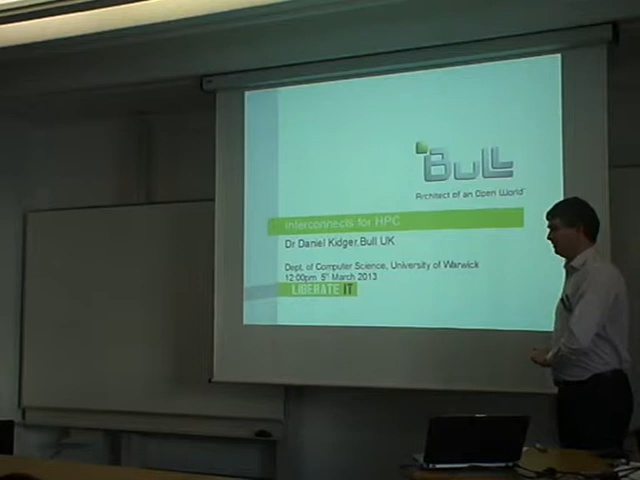 Bull
Architect of an Open World
Interconnects for HPC
Dr Daniel Kidger,Bull UK
Dept. of Computer Science, University of Warwick
12:00pm 5th March 2013
LIBERATE IT